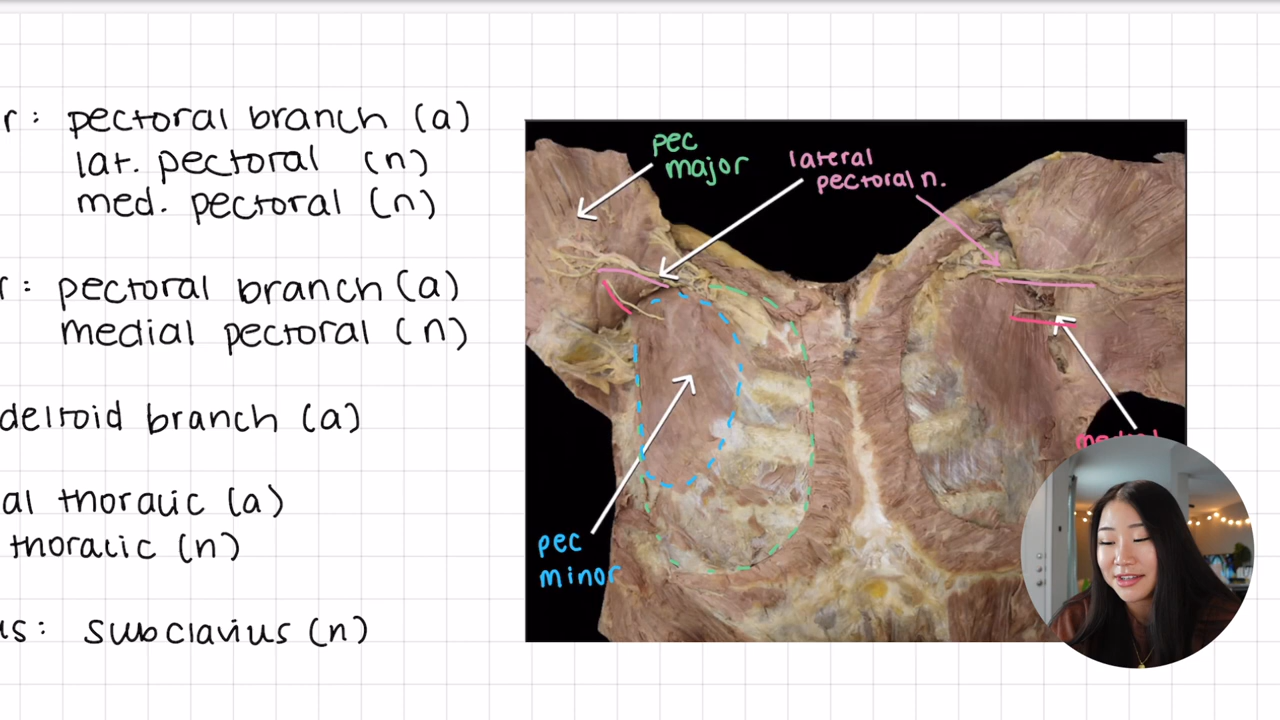 r: pectoral branch (a)
lat. pectoral (n)
med. pectoral (n)
r: pectoral branch (a)
medial pectoral (n)
deltoid branch (a)
al thoracic (a)
thoracic (n)
us: subclavius (n)
pec
major
lateral
pectoral n.
pec
minor